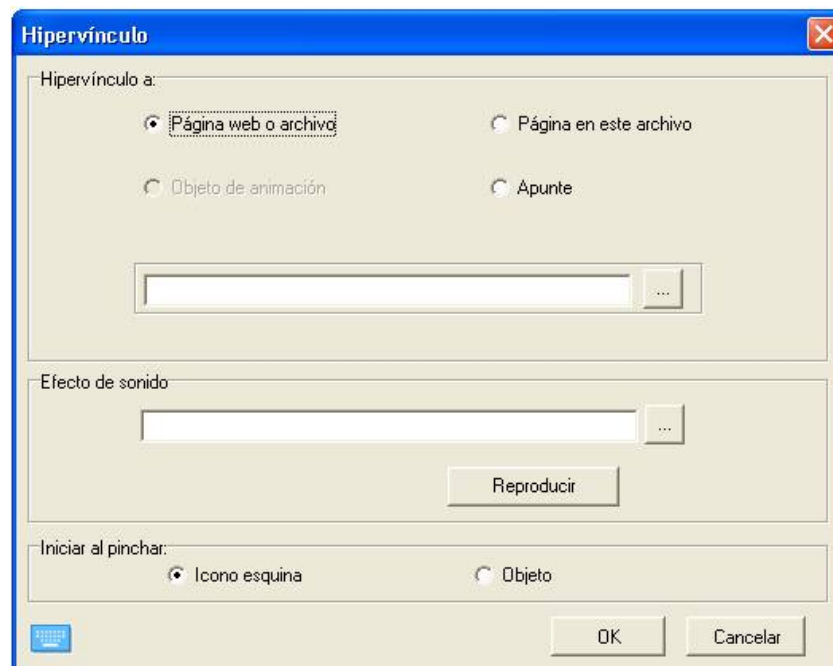 Hipervínculo
Hipervínculo a:
Página web o archivo Página en este archivo
Objeto de animación Apunte
...
Efecto de sonido
...
Reproducir
Iniciar al pinchar:
Icono esquina Objeto
OK Cancelar